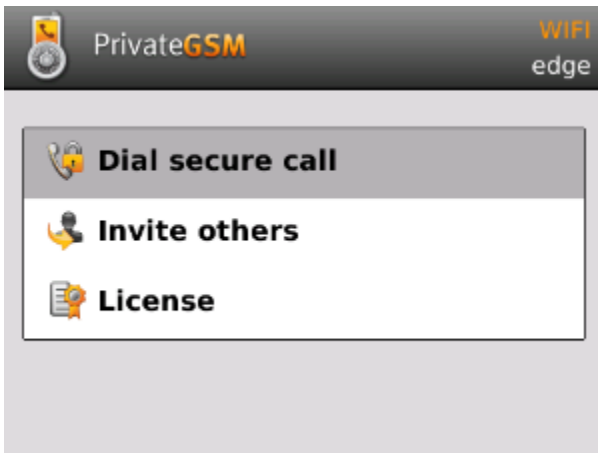 PrivateGSM
WIFI
edge
Dial secure call
Invite others
License